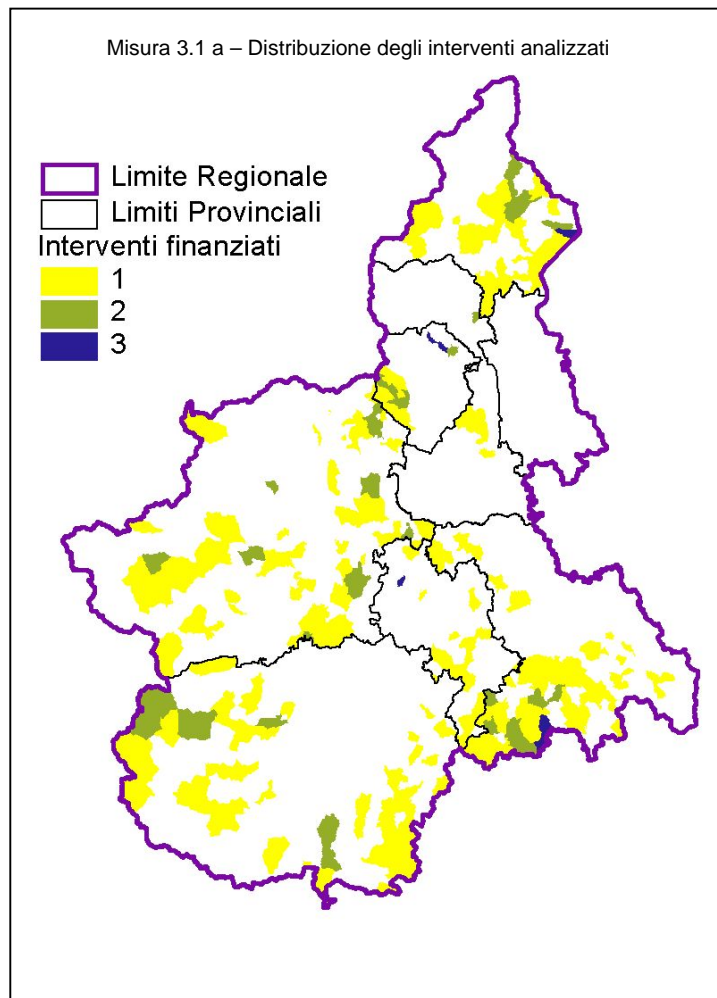 Misura 3.1 a – Distribuzione degli interventi analizzati
Limite Regionale
Limiti Provinciali
Interventi finanziati
1
2
3